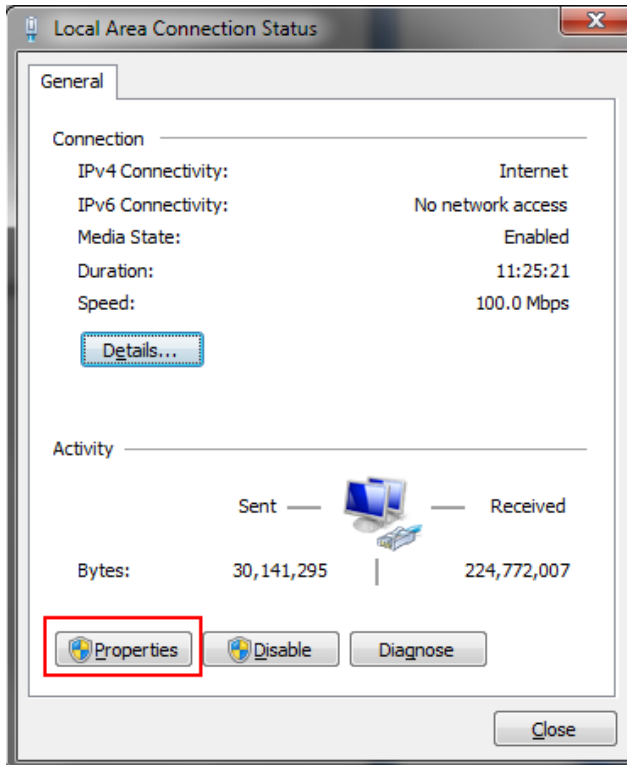 Local Area Connection Status
General
Connection
IPv4 Connectivity: Internet
IPv6 Connectivity: No network access
Media State: Enabled
Duration: 11:25:21
Speed: 100.0 Mbps
Details...
Activity
Sent Received
Bytes: 30,141,295 224,772,007
Properties Disable Diagnose
Close